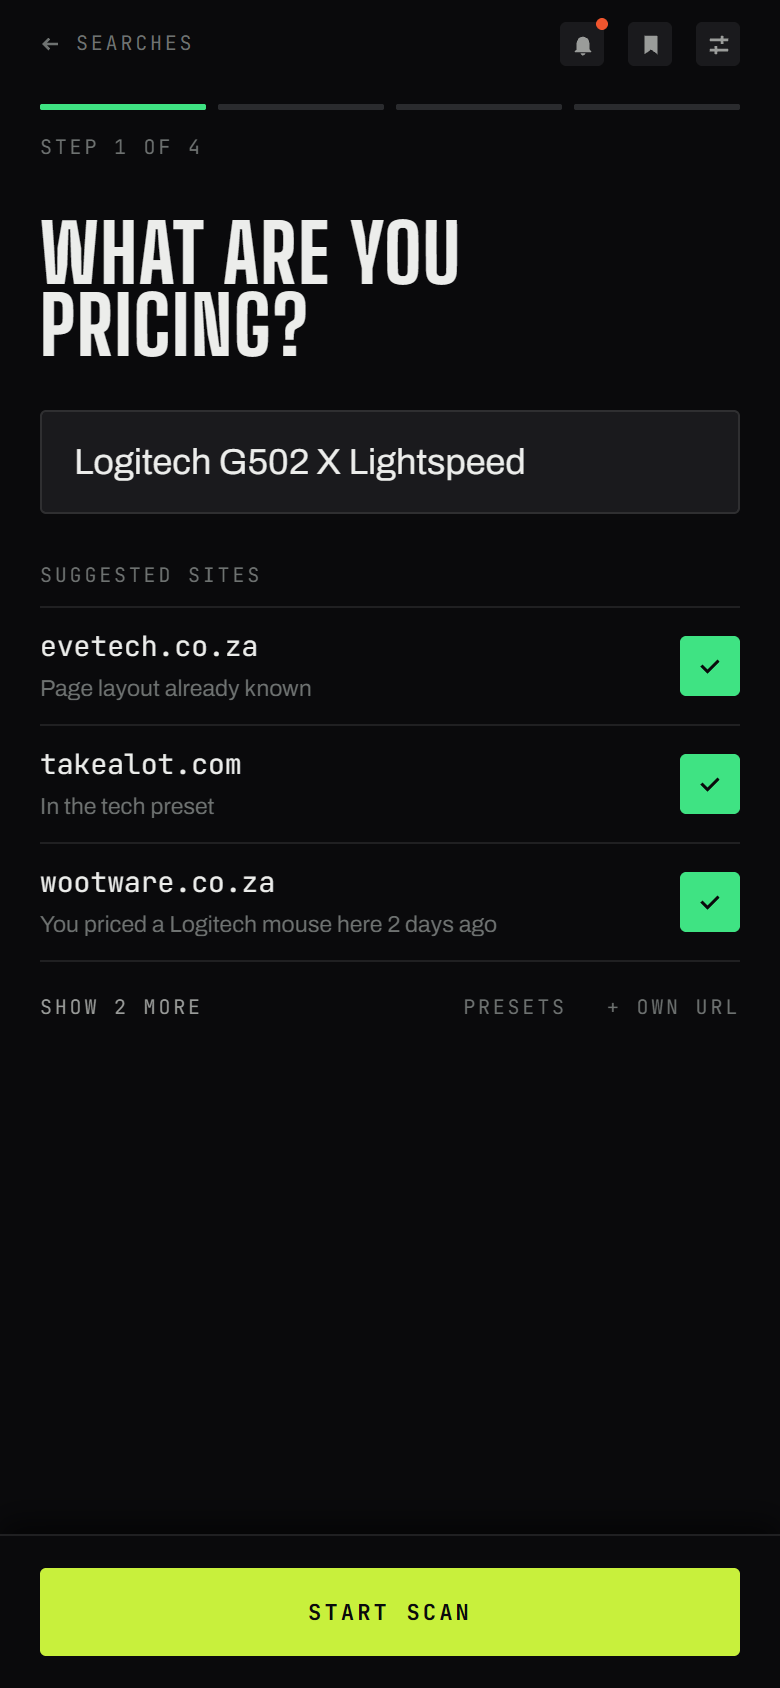 ← SEARCHES
STEP 1 OF 4
WHAT ARE YOU
PRICING?
Logitech G502 X Lightspeed
SUGGESTED SITES
evetech.co.za
Page layout already known
takealot.com
In the tech preset
wootware.co.za
You priced a Logitech mouse here 2 days ago
SHOW 2 MORE PRESETS + OWN URL
START SCAN